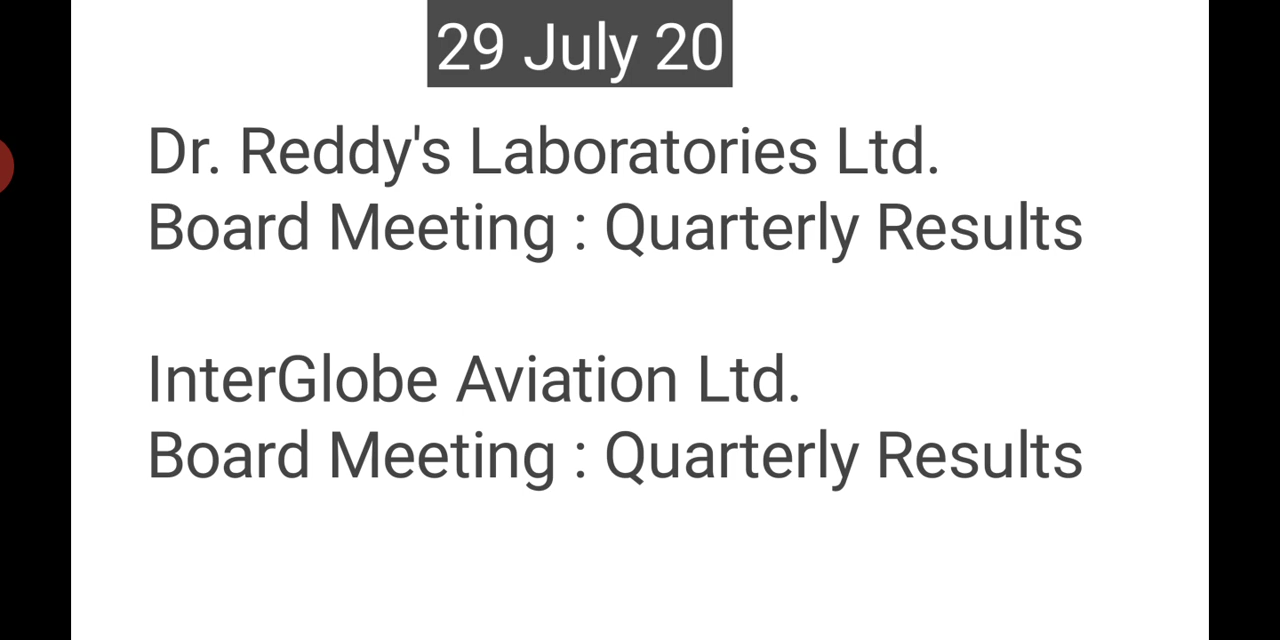 29 July 20
Dr. Reddy's Laboratories Ltd.
Board Meeting : Quarterly Results
InterGlobe Aviation Ltd.
Board Meeting : Quarterly Results